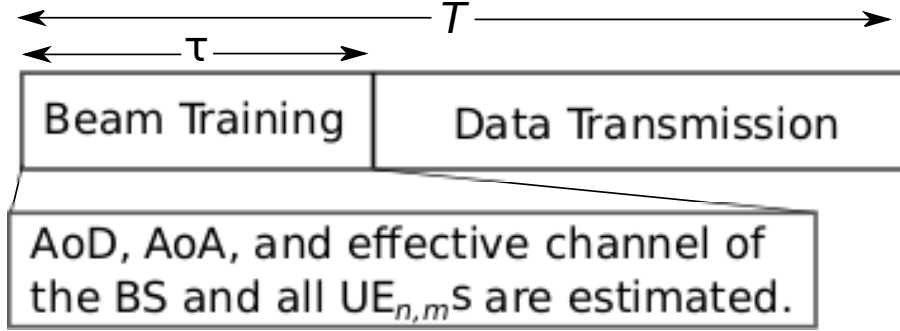 T
τ
Beam Training
Data Transmission
AoD, AoA, and effective channel of
the BS and all UEn,ms are estimated.